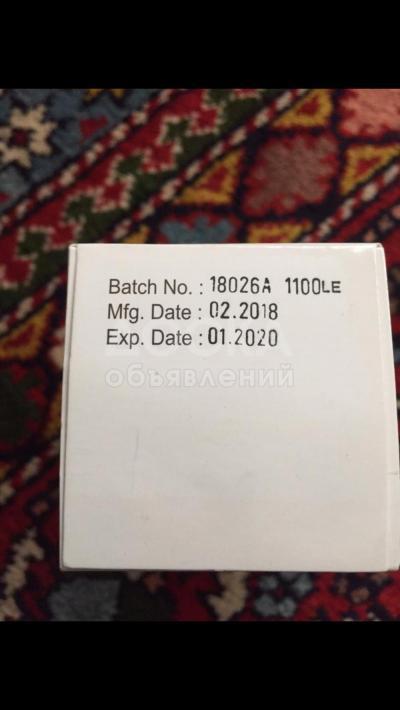 Batch No. : 18026A 1100LE
Mfg. Date : 02.2018
Exp. Date : 01.2020
объявлений